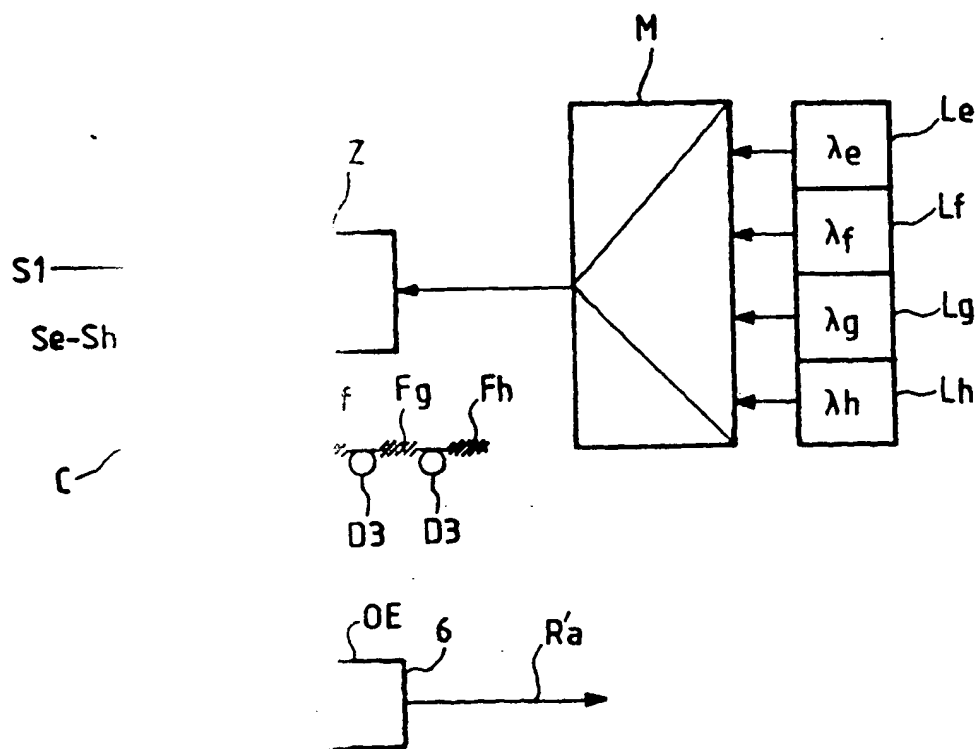 M
Le
λe
Z
Lf
λf
S1
Lg
λg
Se-Sh
f Fg Fh
Lh
λh
C
D3 D3
OE 6 R'a